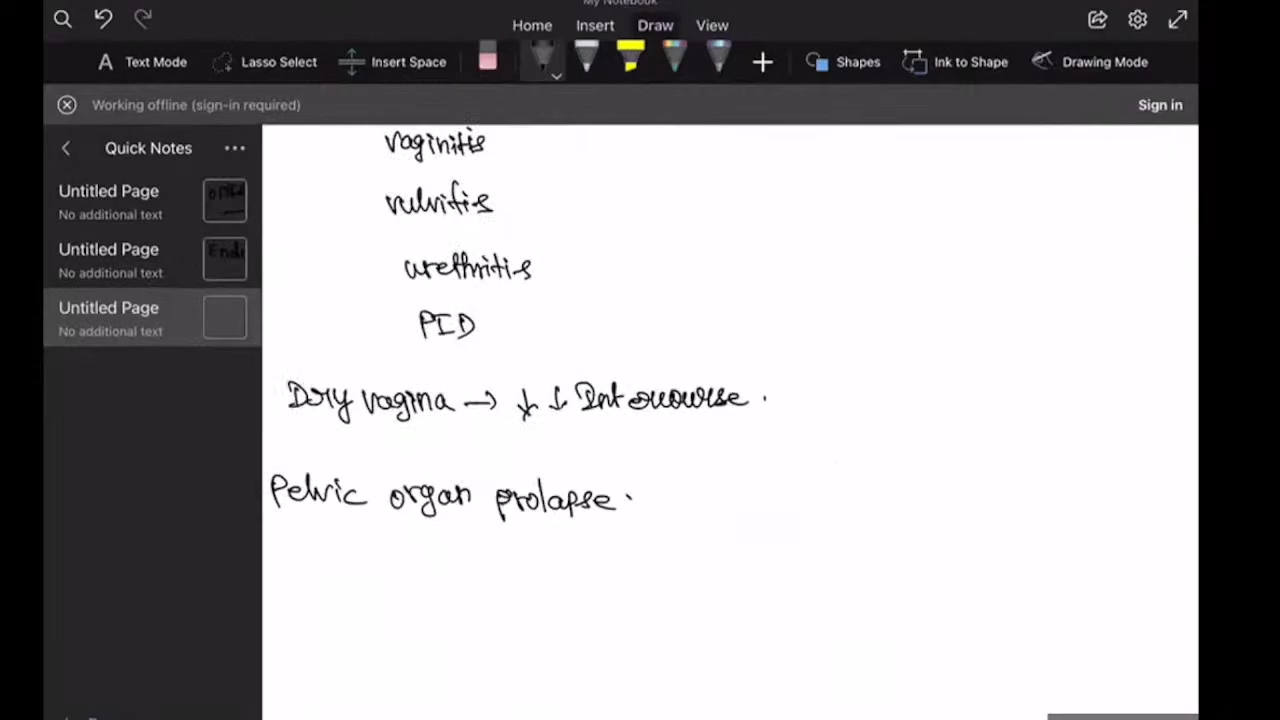 My Notebook
Home Insert Draw View
Text Mode Lasso Select Insert Space Shapes Ink to Shape Drawing Mode
Working offline (sign-in required) Sign in
Quick Notes
Untitled Page
No additional text
Untitled Page
No additional text
Untitled Page
No additional text
vaginitis
vulvitis
urethritis
PID
Dry vagina → ↓ ↓ Intercourse.
Pelvic organ prolapse.